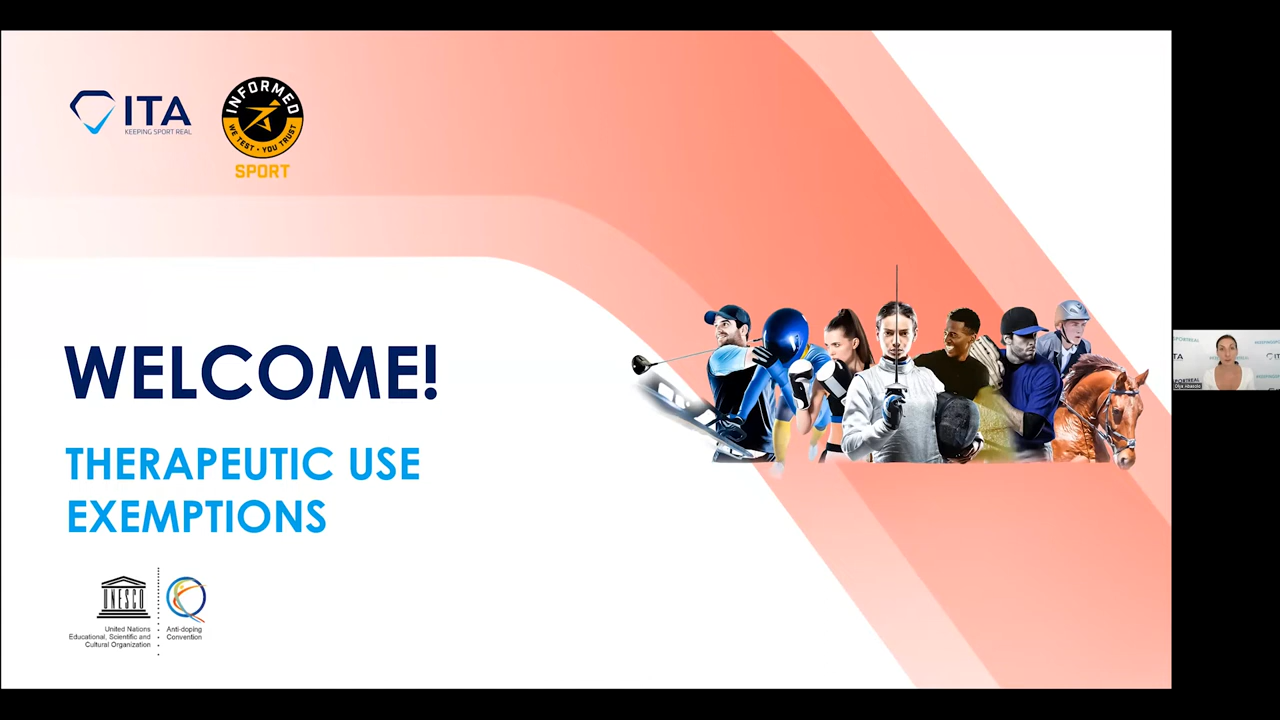 ITA
KEEPING SPORT REAL
INFORMED
WE TEST • YOU TRUST
SPORT
WELCOME!
THERAPEUTIC USE
EXEMPTIONS
UNESCO
United Nations
Educational, Scientific and
Cultural Organization
Anti-doping
Convention